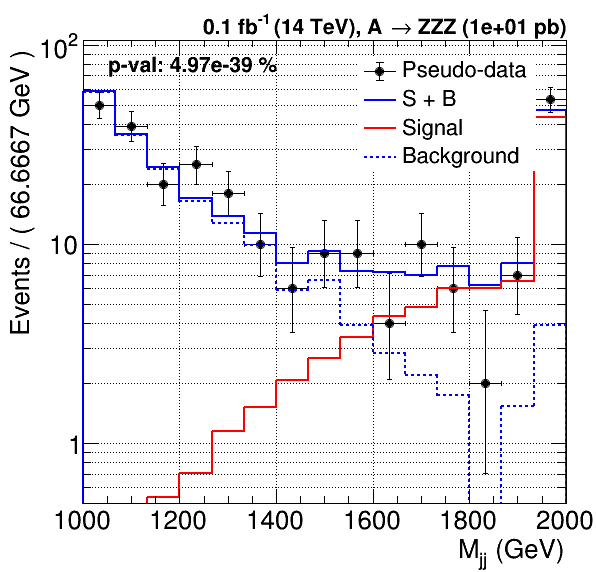 0.1 fb⁻¹ (14 TeV), A → ZZZ (1e+01 pb)
10²
p-val: 4.97e-39 %
Pseudo-data
S + B
Signal
Background
Events / ( 66.6667 GeV )
10
1
1000 1200 1400 1600 1800 2000
M_jj (GeV)